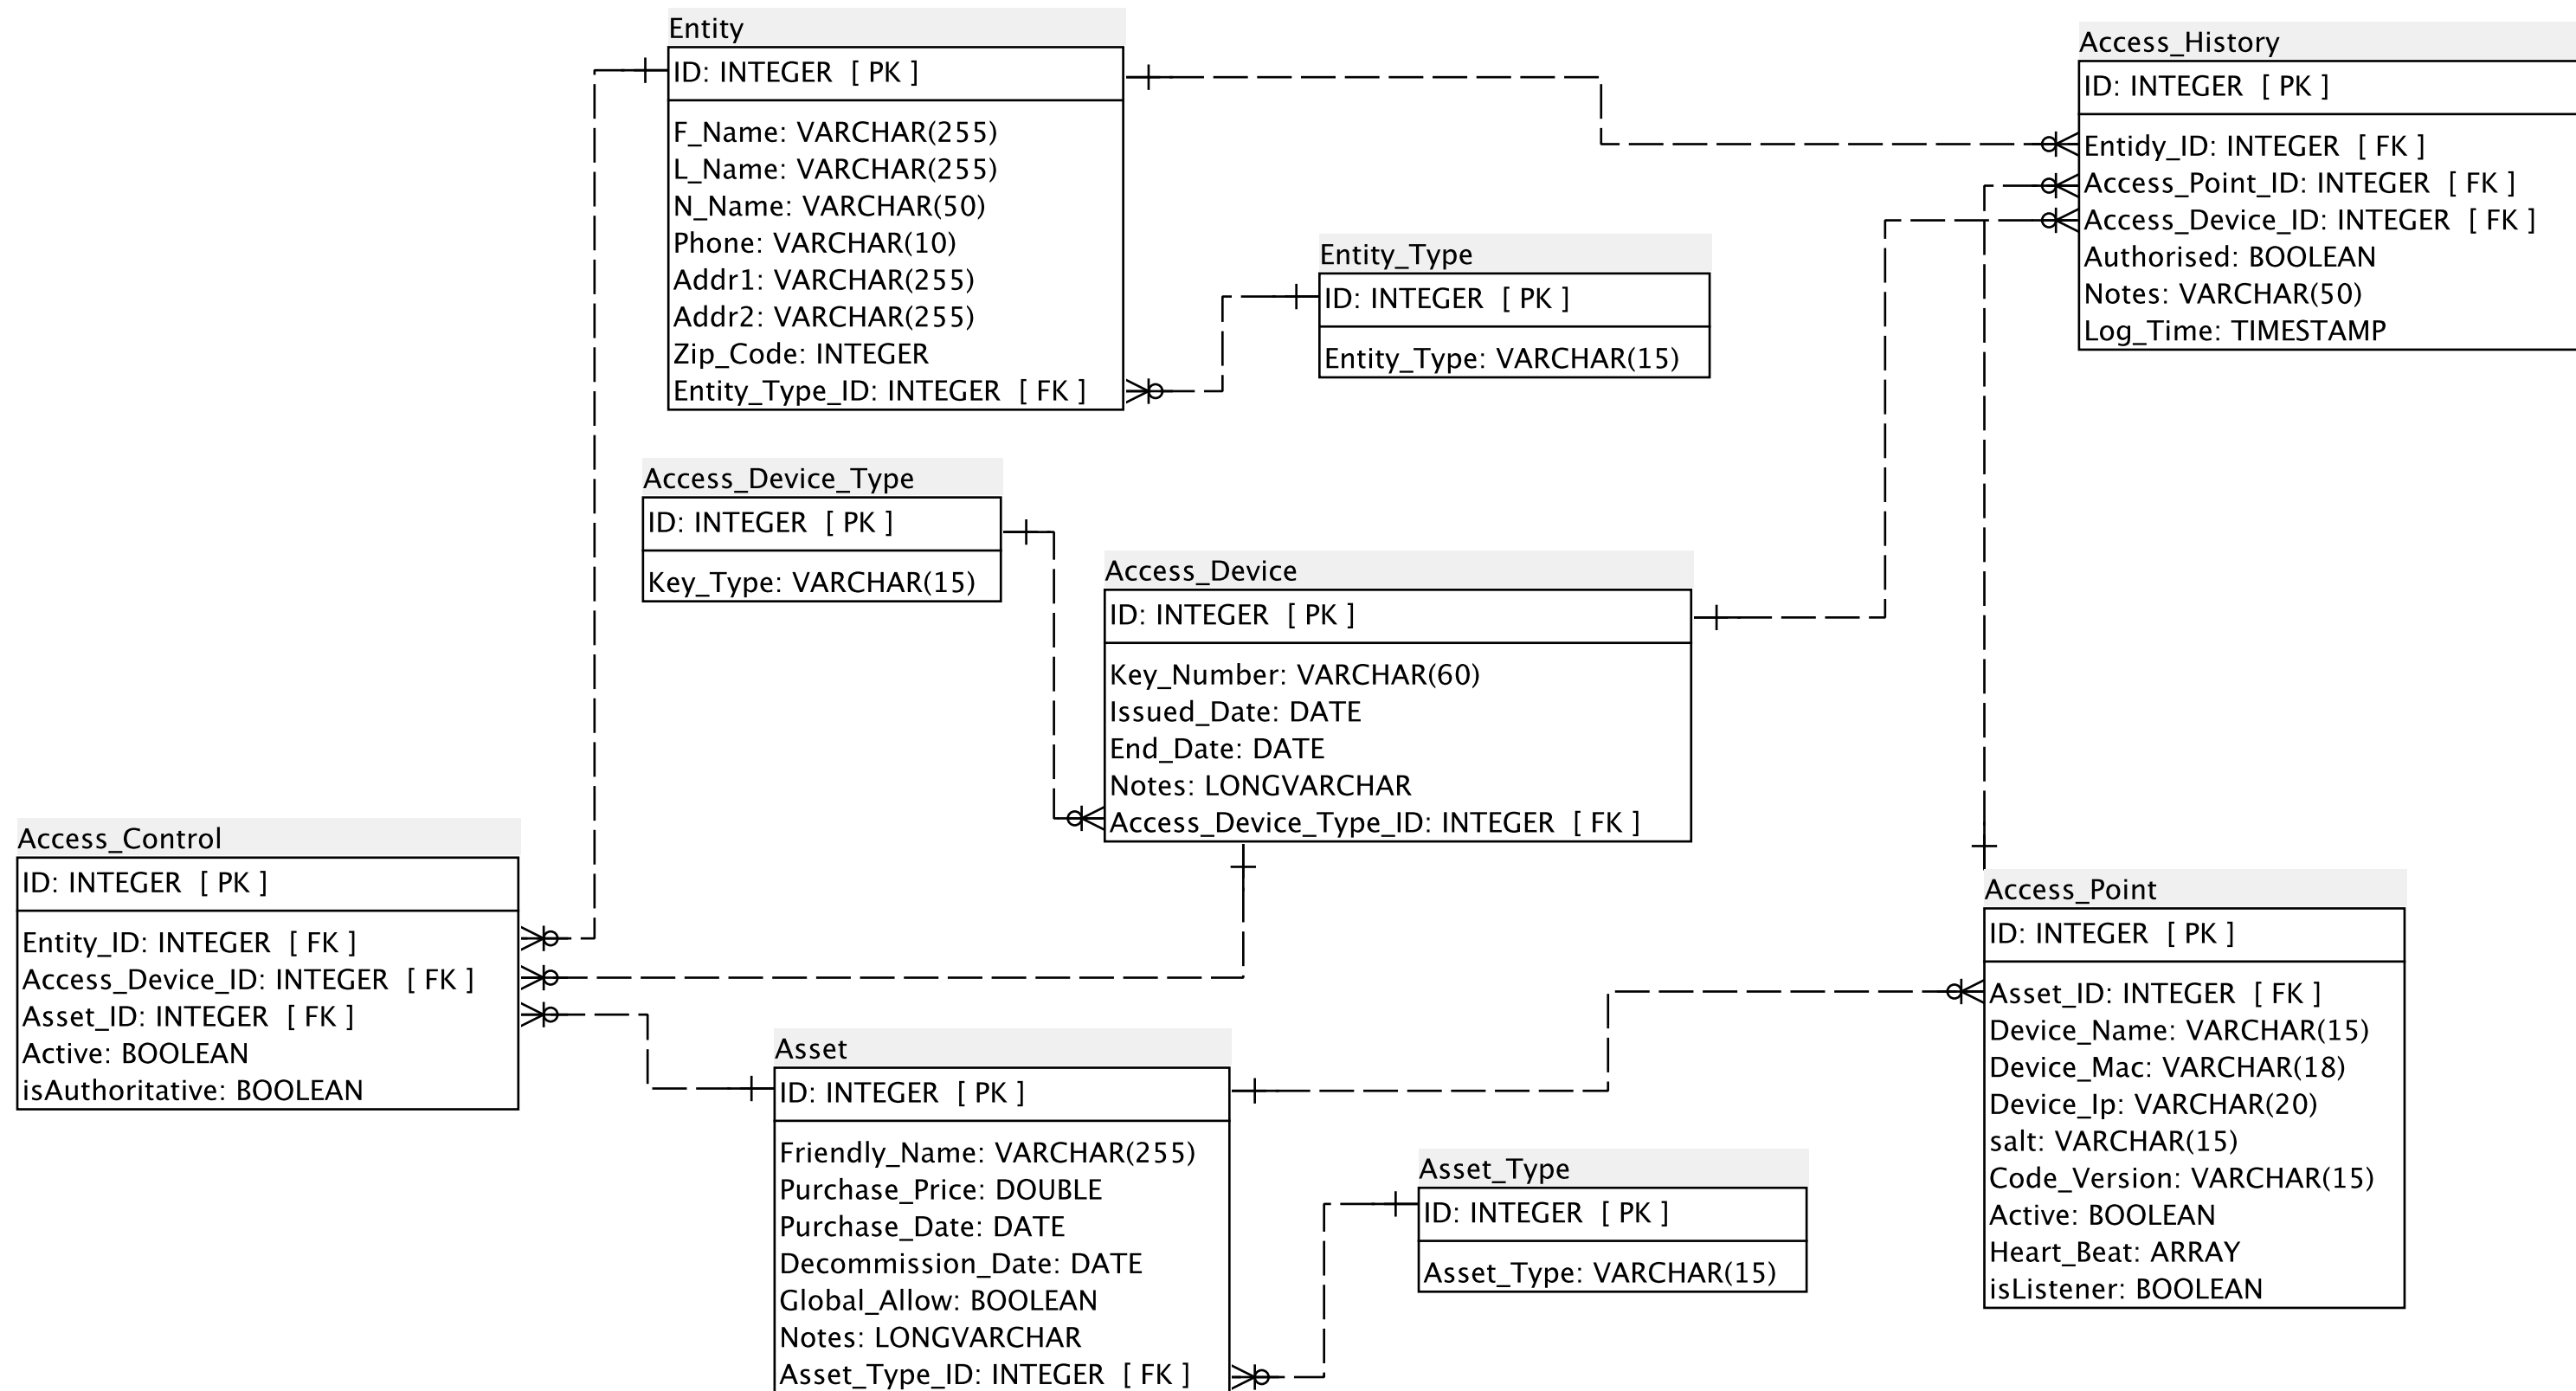 Entity
ID: INTEGER [ PK ]
F_Name: VARCHAR(255)
L_Name: VARCHAR(255)
N_Name: VARCHAR(50)
Phone: VARCHAR(10)
Addr1: VARCHAR(255)
Addr2: VARCHAR(255)
Zip_Code: INTEGER
Entity_Type_ID: INTEGER [ FK ]
Access_History
ID: INTEGER [ PK ]
Entidy_ID: INTEGER [ FK ]
Access_Point_ID: INTEGER [ FK ]
Access_Device_ID: INTEGER [ FK ]
Authorised: BOOLEAN
Notes: VARCHAR(50)
Log_Time: TIMESTAMP
Entity_Type
ID: INTEGER [ PK ]
Entity_Type: VARCHAR(15)
Access_Device_Type
ID: INTEGER [ PK ]
Key_Type: VARCHAR(15)
Access_Device
ID: INTEGER [ PK ]
Key_Number: VARCHAR(60)
Issued_Date: DATE
End_Date: DATE
Notes: LONGVARCHAR
Access_Device_Type_ID: INTEGER [ FK ]
Access_Control
ID: INTEGER [ PK ]
Entity_ID: INTEGER [ FK ]
Access_Device_ID: INTEGER [ FK ]
Asset_ID: INTEGER [ FK ]
Active: BOOLEAN
isAuthoritative: BOOLEAN
Access_Point
ID: INTEGER [ PK ]
Asset_ID: INTEGER [ FK ]
Device_Name: VARCHAR(15)
Device_Mac: VARCHAR(18)
Device_Ip: VARCHAR(20)
salt: VARCHAR(15)
Code_Version: VARCHAR(15)
Active: BOOLEAN
Heart_Beat: ARRAY
isListener: BOOLEAN
Asset
ID: INTEGER [ PK ]
Friendly_Name: VARCHAR(255)
Purchase_Price: DOUBLE
Purchase_Date: DATE
Decommission_Date: DATE
Global_Allow: BOOLEAN
Notes: LONGVARCHAR
Asset_Type_ID: INTEGER [ FK ]
Asset_Type
ID: INTEGER [ PK ]
Asset_Type: VARCHAR(15)